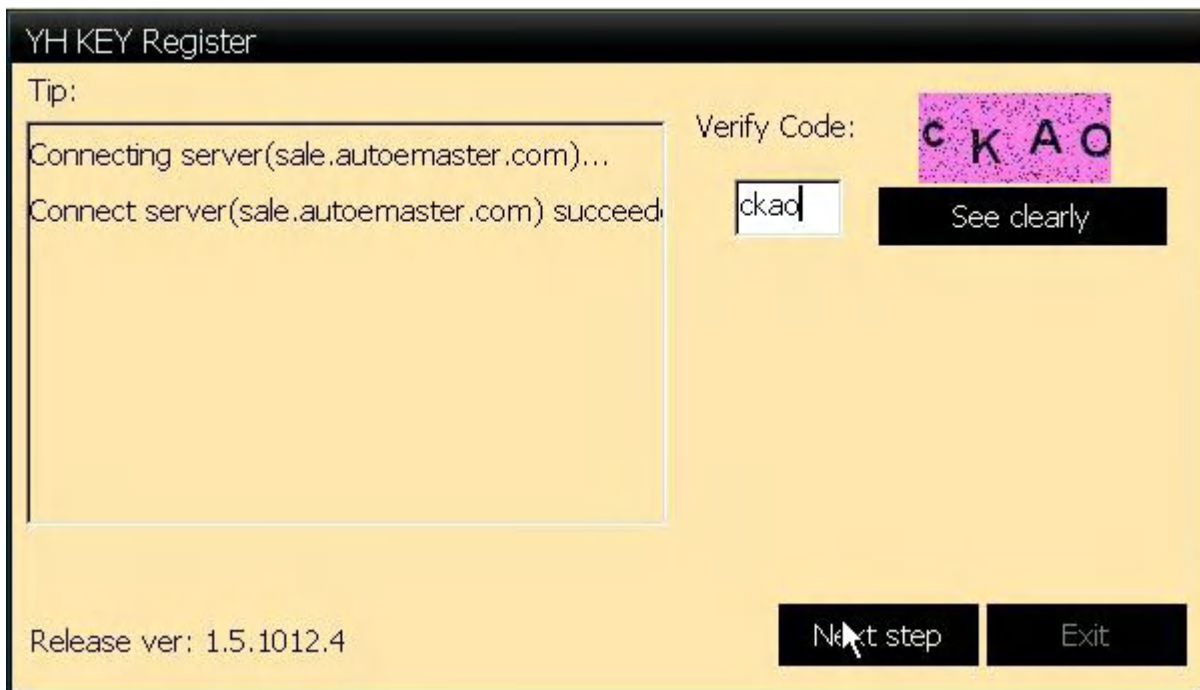 YH KEY Register
Tip:
Connecting server(sale.autoemaster.com)...
Connect server(sale.autoemaster.com) succeed
Verify Code:
cKAO
ckao
See clearly
Release ver: 1.5.1012.4
Next step
Exit